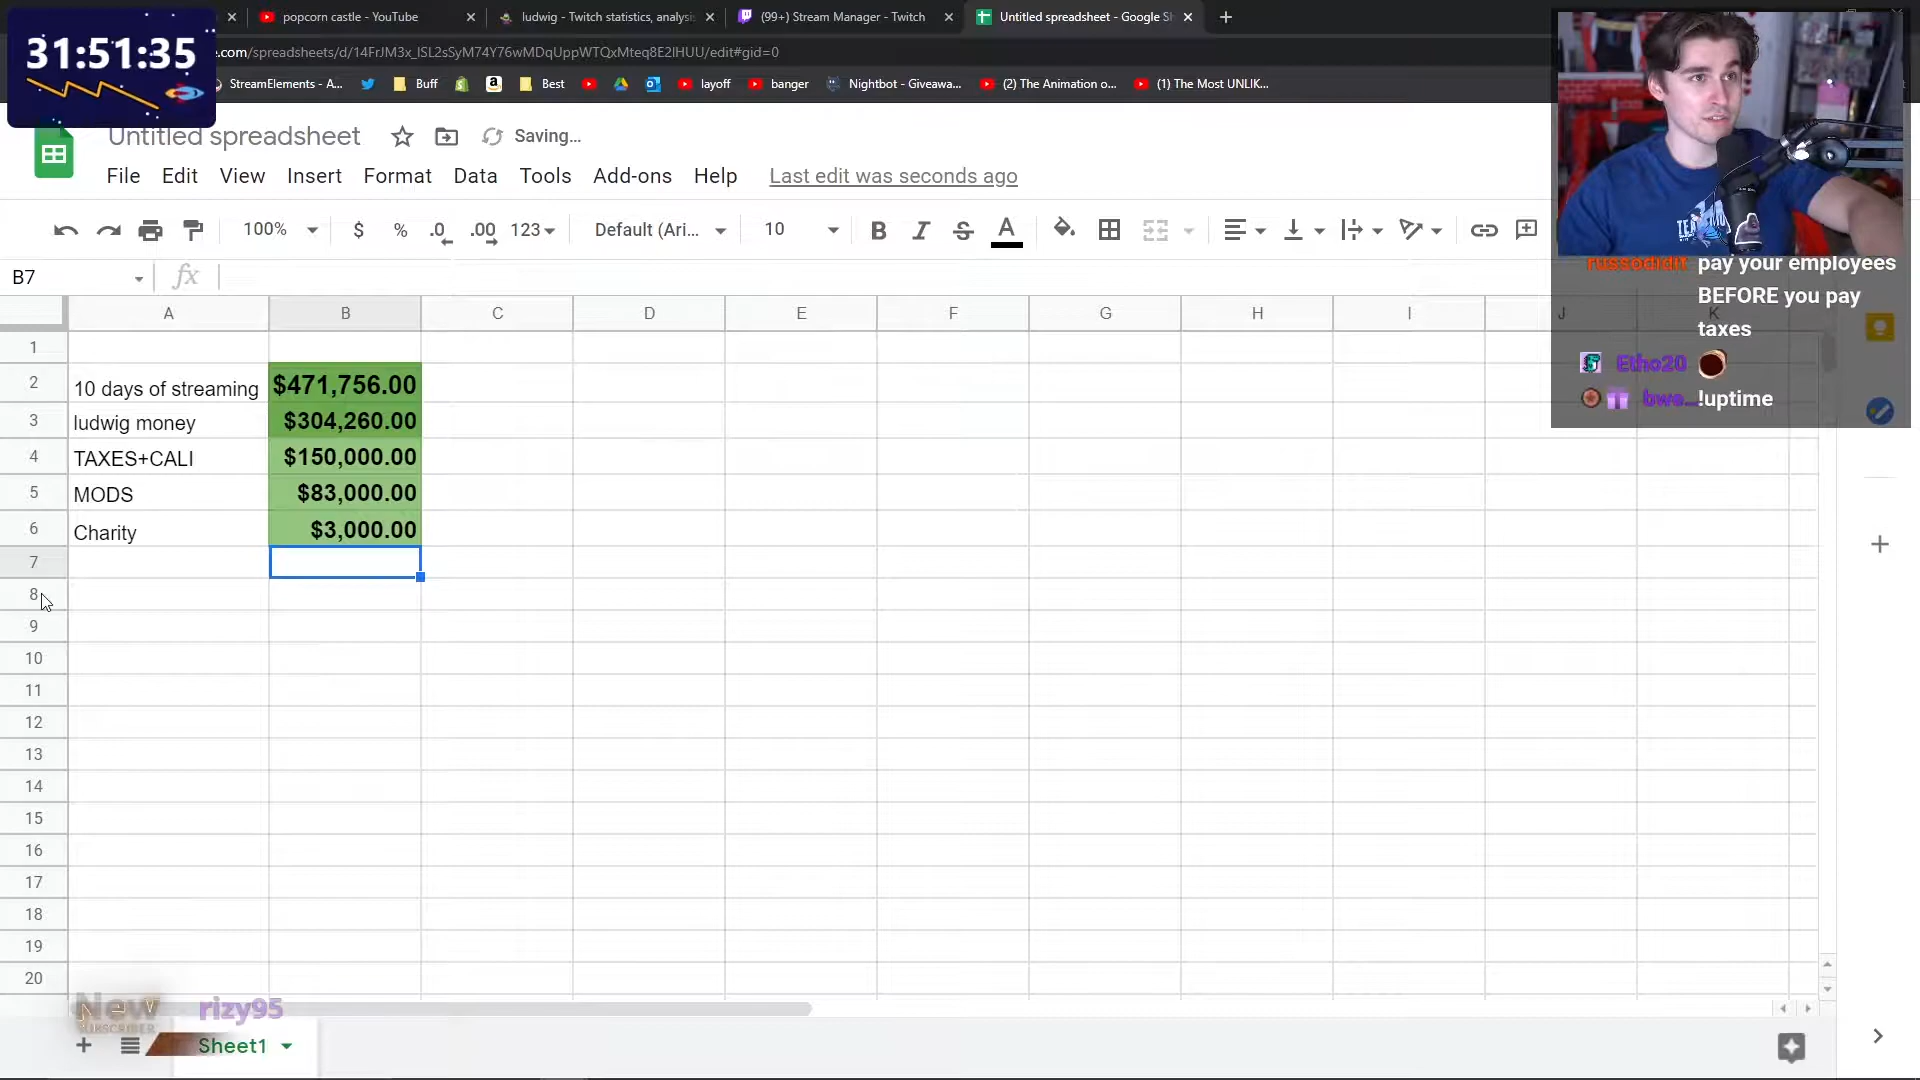 popcorn castle - YouTube
ludwig - Twitch statistics, analysi
(99+) Stream Manager - Twitch
Untitled spreadsheet - Google Sh
31:51:35
e.com/spreadsheets/d/14FrJM3x_lSL2sSyM74Y76wMDqUppWTQxMteq8E2IHUU/edit#gid=0
StreamElements - A...
Buff
Best
layoff
banger
Nightbot - Giveawa...
(2) The Animation o...
(1) The Most UNLIK...
Untitled spreadsheet
Saving...
File Edit View Insert Format Data Tools Add-ons Help Last edit was seconds ago
100% $ % .0 .00 123 Default (Ari... 10 B I S A
B7 fx
russodidit pay your employees
BEFORE you pay
taxes
Etho20
bwe... !uptime
A B C D E F G H I J K
1
2 10 days of streaming $471,756.00
3 ludwig money $304,260.00
4 TAXES+CALI $150,000.00
5 MODS $83,000.00
6 Charity $3,000.00
7
8
9
10
11
12
13
14
15
16
17
18
19
20
New rizy95
SUBSCRIBER
Sheet1